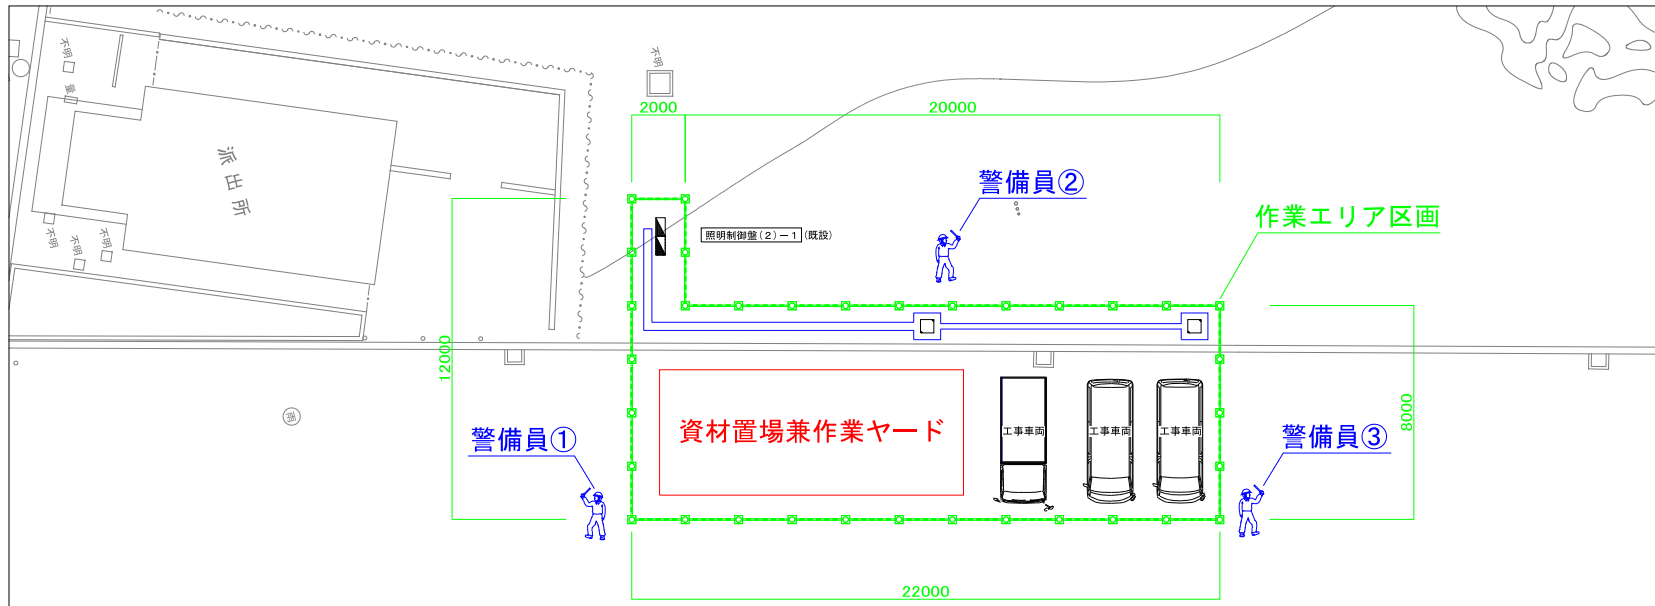 不明
量
派出所
不明
不明
不明
不明
2000
20000
警備員②
作業エリア区画
照明制御盤(2)−1 (既設)
12000
8000
雨
警備員①
資材置場兼作業ヤード
工事車両
工事車両
工事車両
警備員③
22000